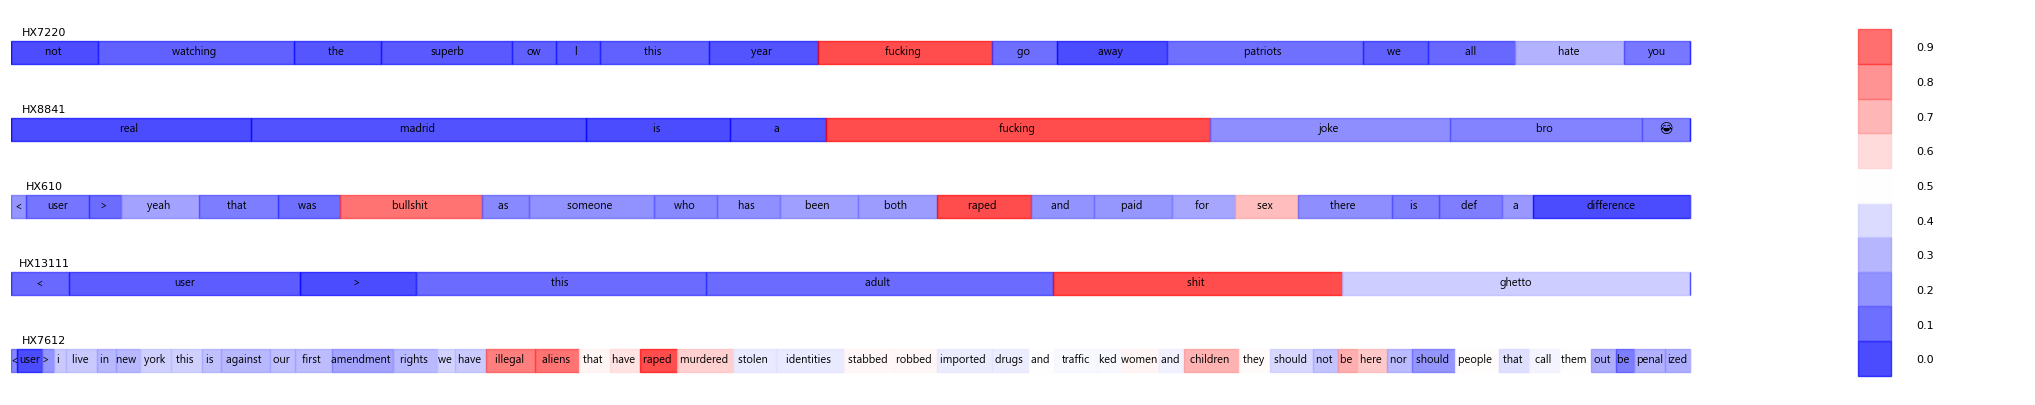 HX7220
not watching the superb ow l this year fucking go away patriots we all hate you
HX8841
real madrid is a fucking joke bro 😂
HX610
< user > yeah that was bullshit as someone who has been both raped and paid for sex there is def a difference
HX13111
< user > this adult shit ghetto
HX7612
< user > i live in new york this is against our first amendment rights we have illegal aliens that have raped murdered stolen identities stabbed robbed imported drugs and traffic ked women and children they should not be here nor should people that call them out be penal ized
0.9
0.8
0.7
0.6
0.5
0.4
0.3
0.2
0.1
0.0